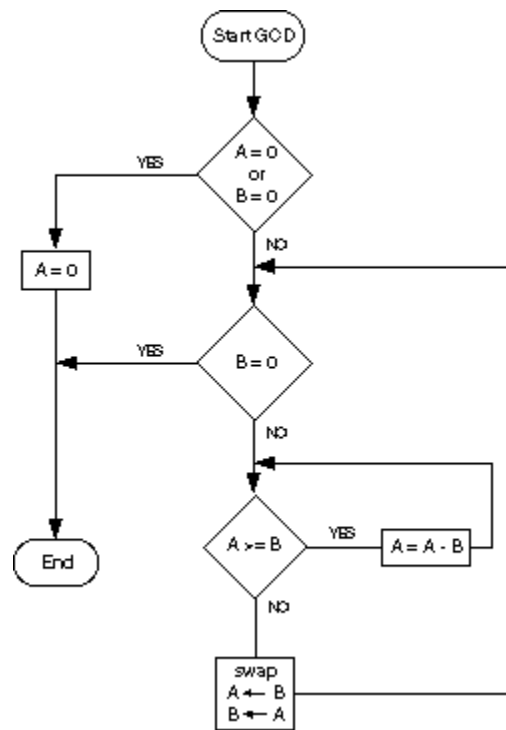 Start GCD
A = 0
or
B = 0
YES
NO
A = 0
YES
B = 0
NO
A >= B
YES
A = A - B
End
NO
swap
A ← B
B ← A